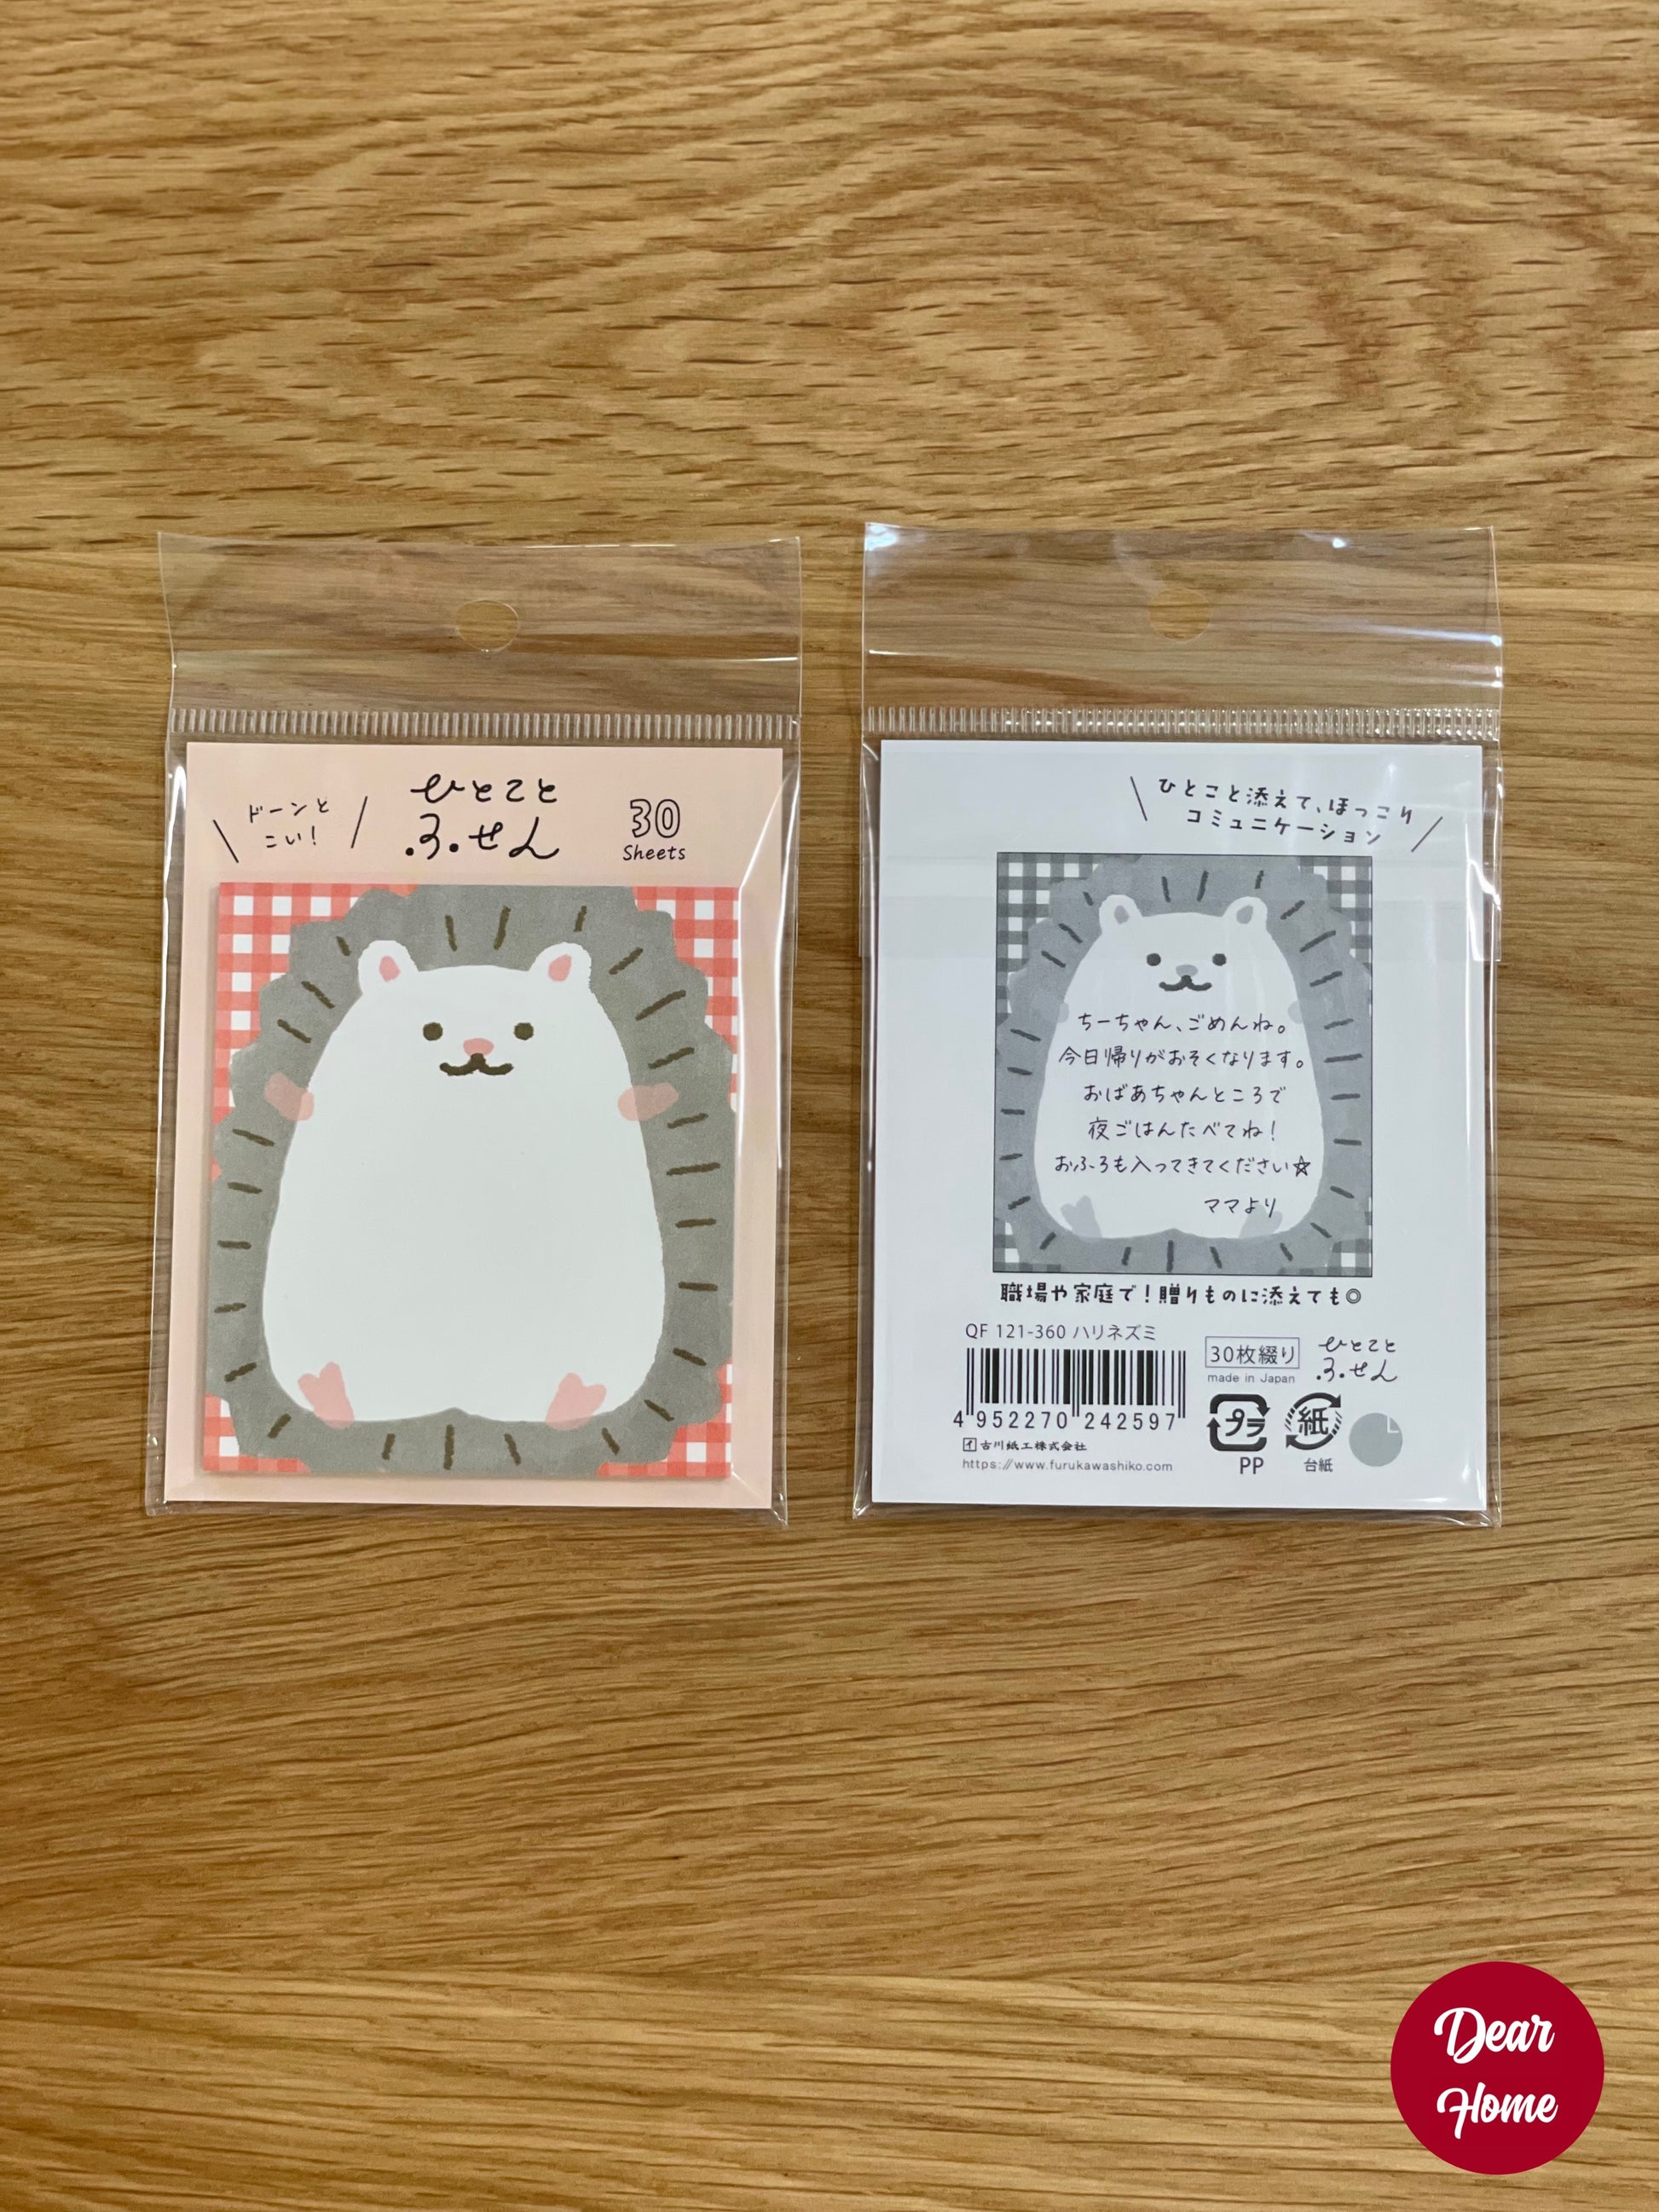 ドーンと
こい!
ひとこと
ふせん
30
Sheets
ひとこと添えて、ほっこり
コミュニケーション
ちーちゃん、ごめんね。
今日帰りがおそくなります。
おばあちゃんところで
夜ごはんたべてね!
おふろも入ってきてください☆
ママより
職場や家庭で!贈りものに添えても◎
QF 121-360 ハリネズミ
4 952270 242597
古川紙工株式会社
https://www.furukawashiko.com
30枚綴り
made in Japan
ひとこと
ふせん
プラ
PP
紙
台紙
Dear
Home